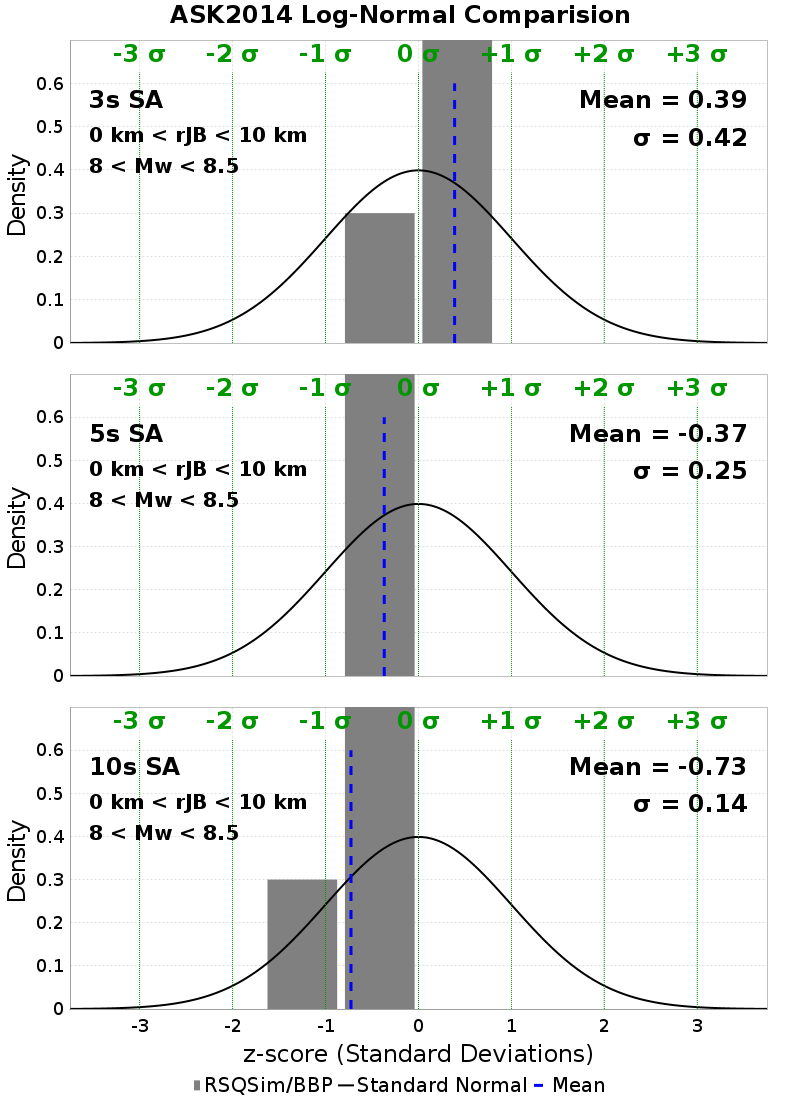 ASK2014 Log-Normal Comparision
-3 σ -2 σ -1 σ 0 σ +1 σ +2 σ +3 σ
3s SA
0 km < rJB < 10 km
8 < Mw < 8.5
Mean = 0.39
σ = 0.42
Density
0.6
0.5
0.4
0.3
0.2
0.1
0
-3 σ -2 σ -1 σ 0 σ +1 σ +2 σ +3 σ
5s SA
0 km < rJB < 10 km
8 < Mw < 8.5
Mean = -0.37
σ = 0.25
Density
0.6
0.5
0.4
0.3
0.2
0.1
0
-3 σ -2 σ -1 σ 0 σ +1 σ +2 σ +3 σ
10s SA
0 km < rJB < 10 km
8 < Mw < 8.5
Mean = -0.73
σ = 0.14
Density
0.6
0.5
0.4
0.3
0.2
0.1
0
-3 -2 -1 0 1 2 3
z-score (Standard Deviations)
RSQSim/BBP Standard Normal Mean